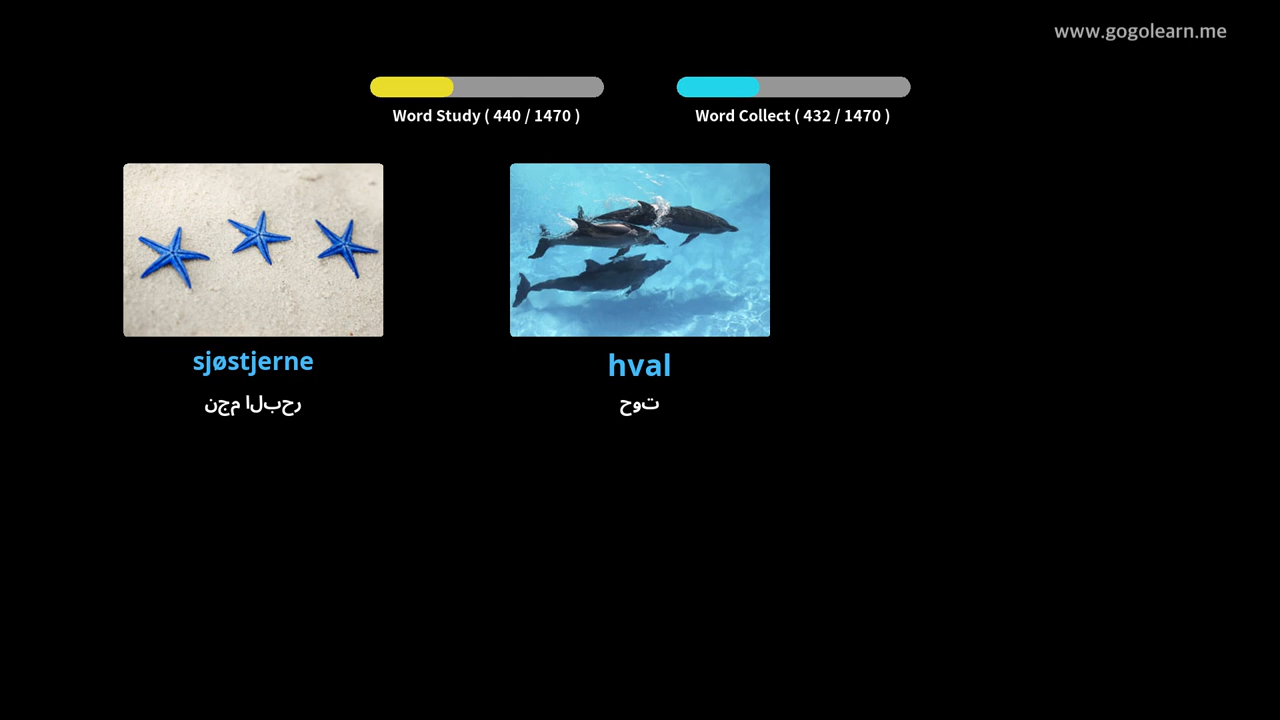 www.gogolearn.me
Word Study ( 440 / 1470 )
Word Collect ( 432 / 1470 )
sjøstjerne
نجم البحر
hval
حوت